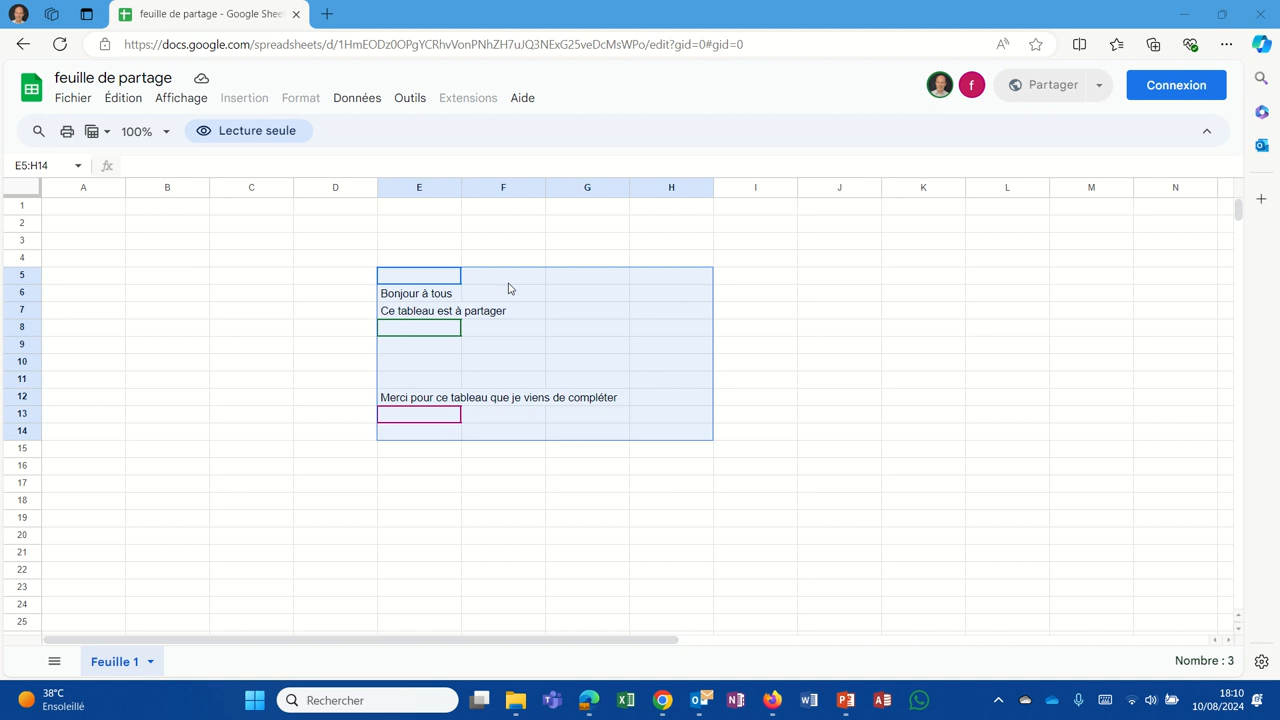 feuille de partage - Google Shee
https://docs.google.com/spreadsheets/d/1HmEODz0OPgYCRhvVonPNhZH7uJQ3NExG25veDcMsWPo/edit?gid=0#gid=0
feuille de partage
Fichier Édition Affichage Insertion Format Données Outils Extensions Aide
f Partager Connexion
100% Lecture seule
E5:H14 fx
A B C D E F G H I J K L M N
1
2
3
4
5
6 Bonjour à tous
7 Ce tableau est à partager
8
9
10
11
12 Merci pour ce tableau que je viens de compléter
13
14
15
16
17
18
19
20
21
22
23
24
25
Feuille 1 Nombre : 3
38°C
Ensoleillé
Rechercher
18:10
10/08/2024